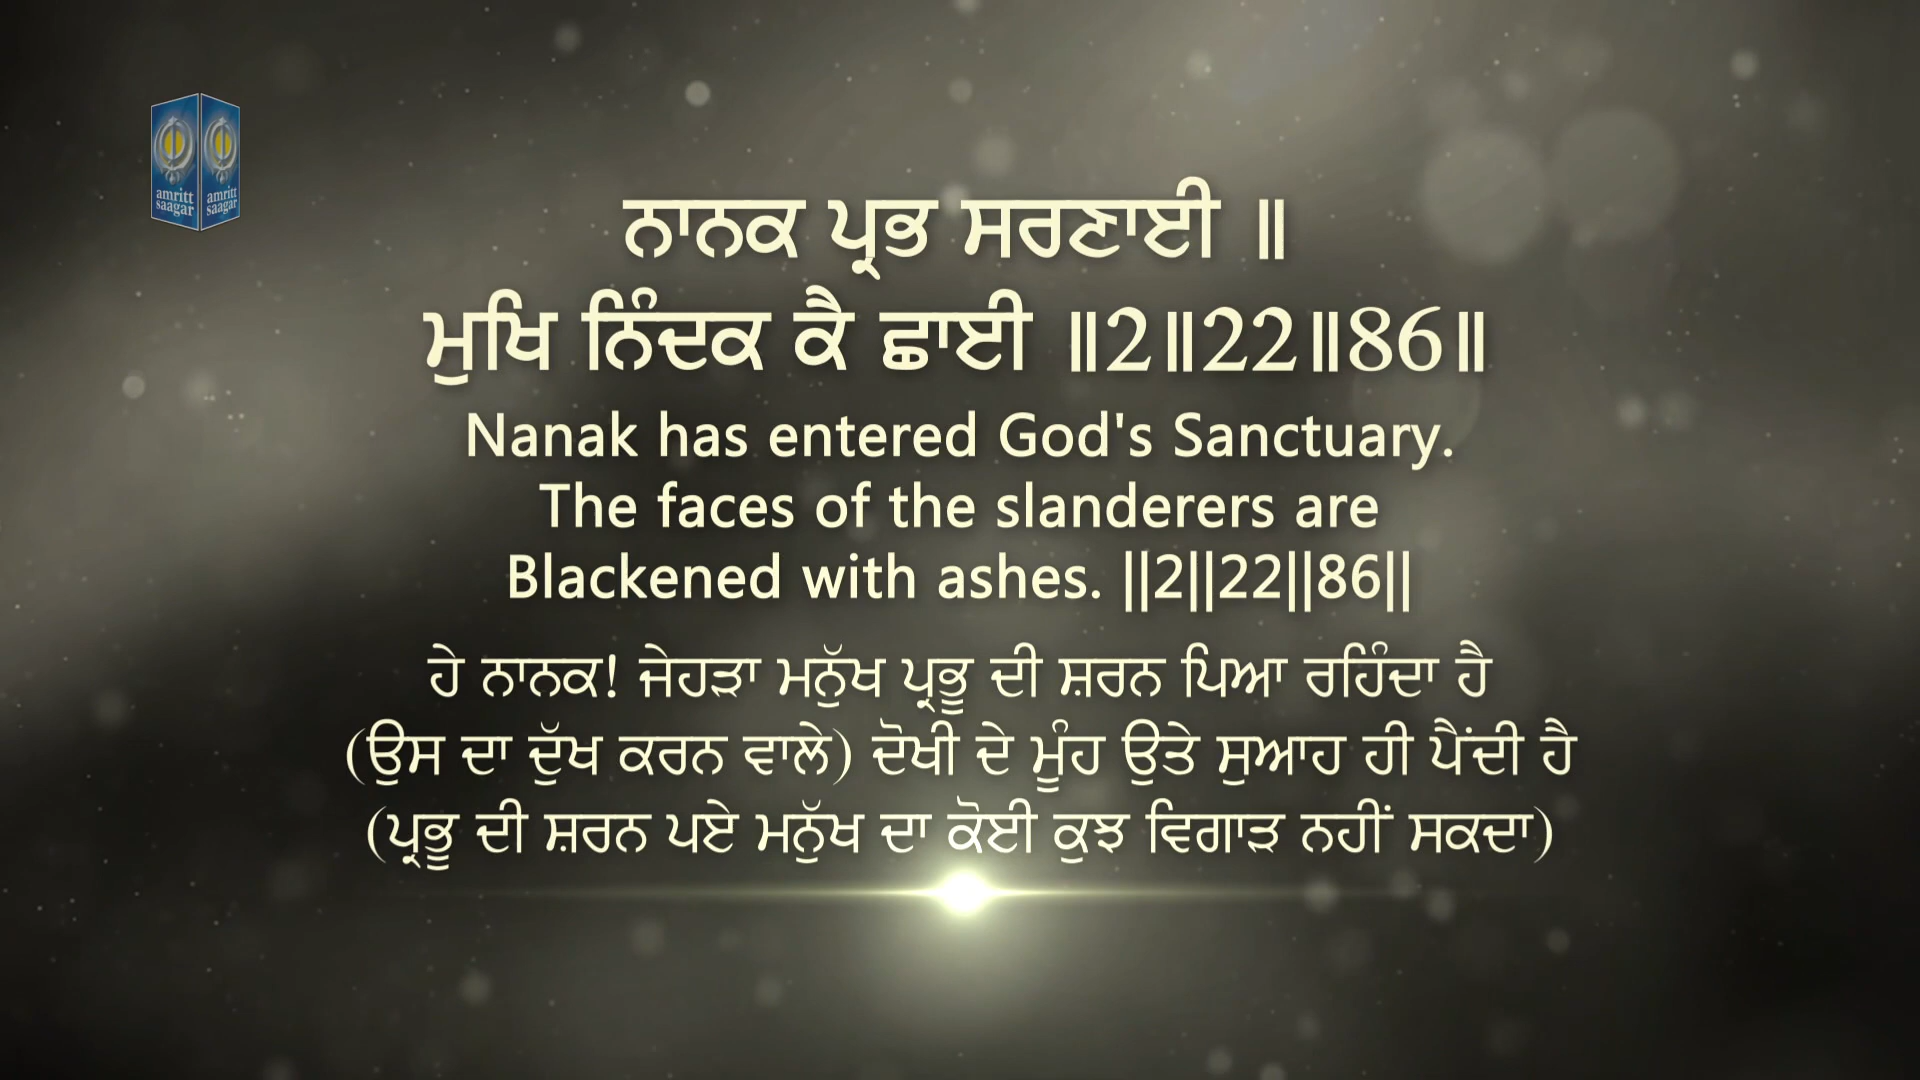 amritt saagar
amritt saagar
ਨਾਨਕ ਪ੍ਰਭ ਸਰਣਾਈ ॥
ਮੁਖਿ ਨਿੰਦਕ ਕੈ ਛਾਈ ॥2॥22॥86॥
Nanak has entered God's Sanctuary.
The faces of the slanderers are
Blackened with ashes. ||2||22||86||
ਹੇ ਨਾਨਕ! ਜੇਹੜਾ ਮਨੁੱਖ ਪ੍ਰਭੂ ਦੀ ਸ਼ਰਨ ਪਿਆ ਰਹਿੰਦਾ ਹੈ
(ਉਸ ਦਾ ਦੁੱਖ ਕਰਨ ਵਾਲੇ) ਦੋਖੀ ਦੇ ਮੂੰਹ ਉਤੇ ਸੁਆਹ ਹੀ ਪੈਂਦੀ ਹੈ
(ਪ੍ਰਭੂ ਦੀ ਸ਼ਰਨ ਪਏ ਮਨੁੱਖ ਦਾ ਕੋਈ ਕੁਝ ਵਿਗਾੜ ਨਹੀਂ ਸਕਦਾ)